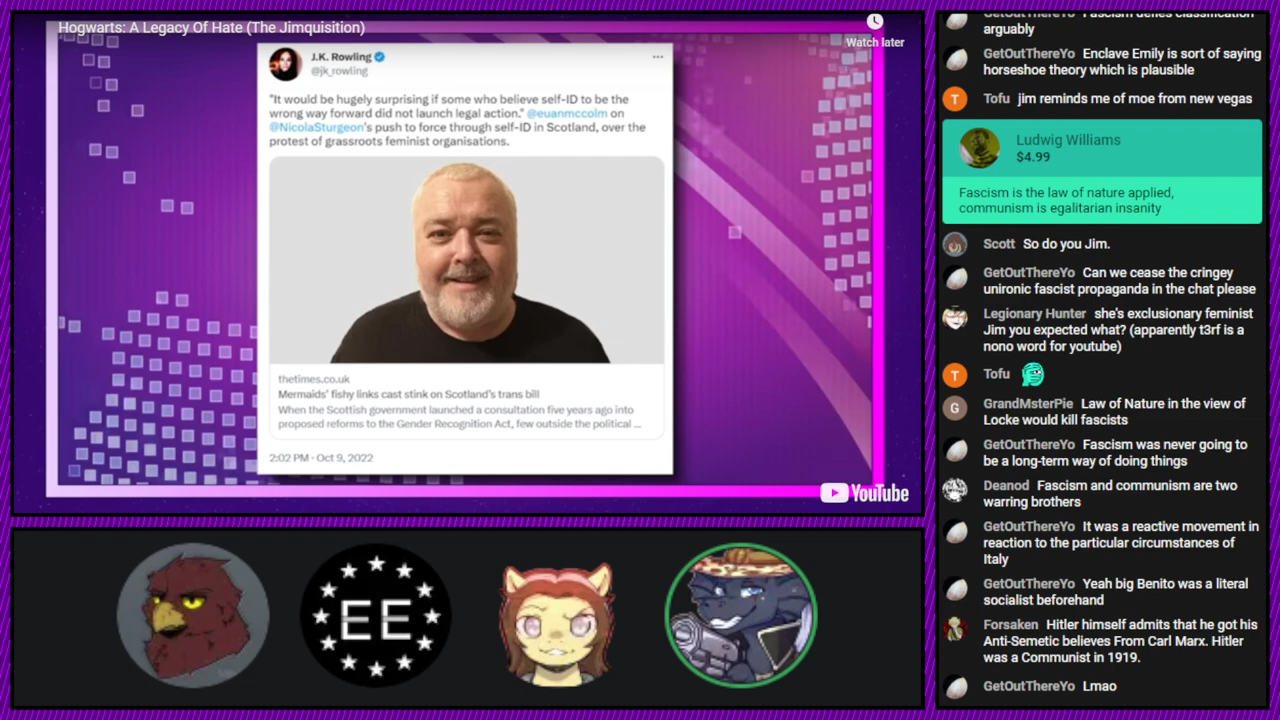 Hogwarts: A Legacy Of Hate (The Jimquisition)
Watch later
J.K. Rowling
@jk_rowling
"It would be hugely surprising if some who believe self-ID to be the
wrong way forward did not launch legal action." @euanmccolm on
@NicolaSturgeon's push to force through self-ID in Scotland, over the
protest of grassroots feminist organisations.
thetimes.co.uk
Mermaids' fishy links cast stink on Scotland's trans bill
When the Scottish government launched a consultation five years ago into
proposed reforms to the Gender Recognition Act, few outside the political ...
2:02 PM · Oct 9, 2022
YouTube
EE
GetOutThereYo Fascism defies classification
arguably
GetOutThereYo Enclave Emily is sort of saying
horseshoe theory which is plausible
T
Tofu jim reminds me of moe from new vegas
Ludwig Williams
$4.99
Fascism is the law of nature applied,
communism is egalitarian insanity
Scott So do you Jim.
GetOutThereYo Can we cease the cringey
unironic fascist propaganda in the chat please
Legionary Hunter she's exclusionary feminist
Jim you expected what? (apparently t3rf is a
nono word for youtube)
T
Tofu
G
GrandMsterPie Law of Nature in the view of
Locke would kill fascists
GetOutThereYo Fascism was never going to
be a long-term way of doing things
Deanod Fascism and communism are two
warring brothers
GetOutThereYo It was a reactive movement in
reaction to the particular circumstances of
Italy
GetOutThereYo Yeah big Benito was a literal
socialist beforehand
Forsaken Hitler himself admits that he got his
Anti-Semetic believes From Carl Marx. Hitler
was a Communist in 1919.
GetOutThereYo Lmao